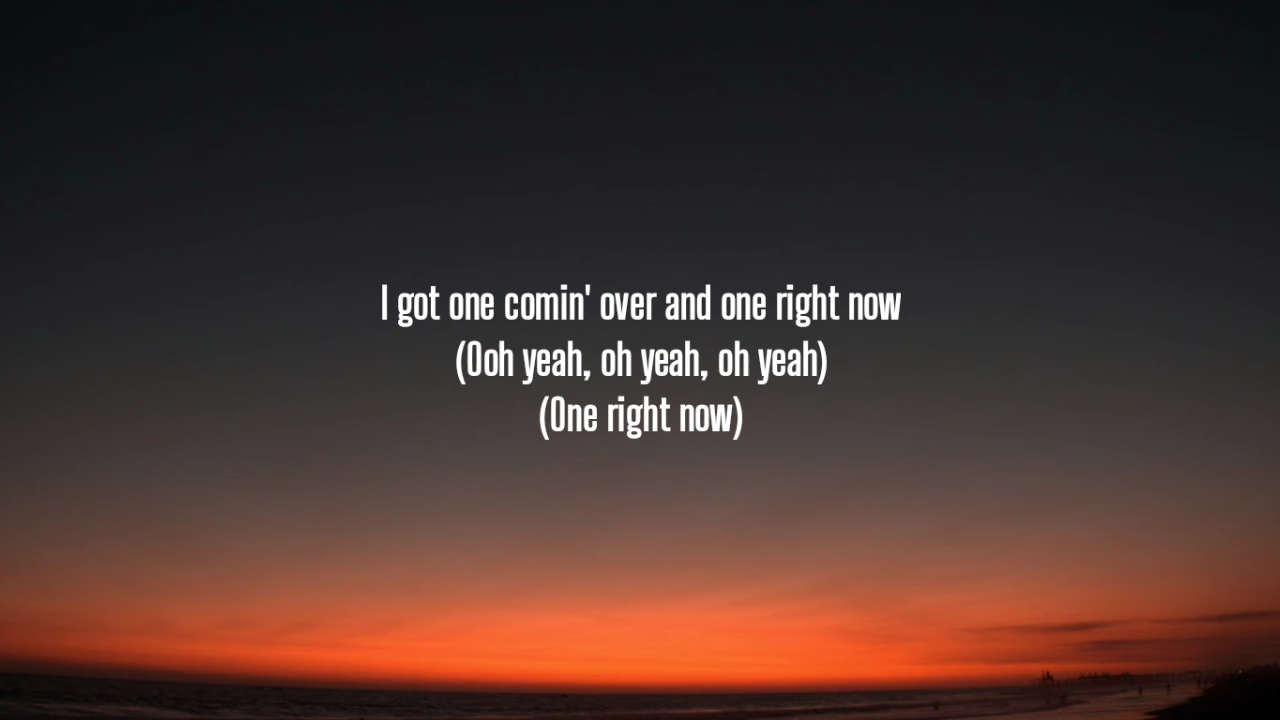 I got one comin' over and one right now
(Ooh yeah, oh yeah, oh yeah)
(One right now)